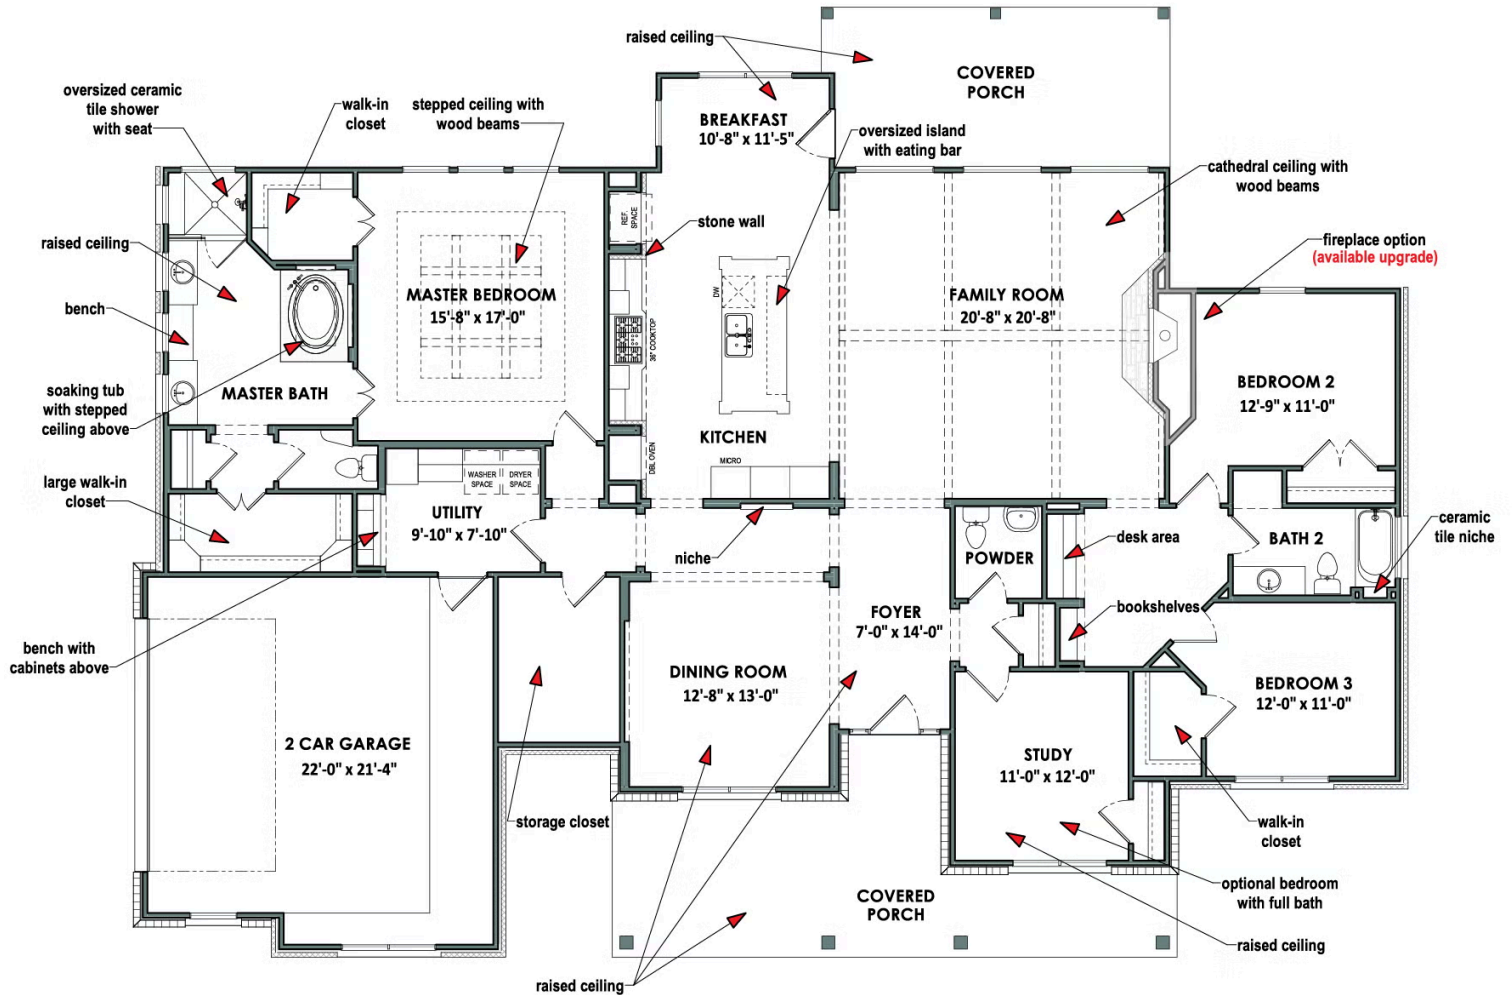 raised ceiling
COVERED
PORCH
oversized ceramic
tile shower
with seat
walk-in
closet
stepped ceiling with
wood beams
BREAKFAST
10'-8" x 11'-5"
oversized island
with eating bar
cathedral ceiling with
wood beams
REF.
SPACE
stone wall
raised ceiling
fireplace option
(available upgrade)
bench
MASTER BEDROOM
15'-8" x 17'-0"
DW
FAMILY ROOM
20'-8" x 20'-8"
36" COOKTOP
soaking tub
with stepped
ceiling above
MASTER BATH
BEDROOM 2
12'-9" x 11'-0"
KITCHEN
DBL OVEN
MICRO
WASHER
SPACE
DRYER
SPACE
large walk-in
closet
UTILITY
9'-10" x 7'-10"
niche
POWDER
desk area
BATH 2
ceramic
tile niche
bookshelves
FOYER
7'-0" x 14'-0"
bench with
cabinets above
DINING ROOM
12'-8" x 13'-0"
BEDROOM 3
12'-0" x 11'-0"
2 CAR GARAGE
22'-0" x 21'-4"
STUDY
11'-0" x 12'-0"
storage closet
walk-in
closet
COVERED
PORCH
optional bedroom
with full bath
raised ceiling
raised ceiling